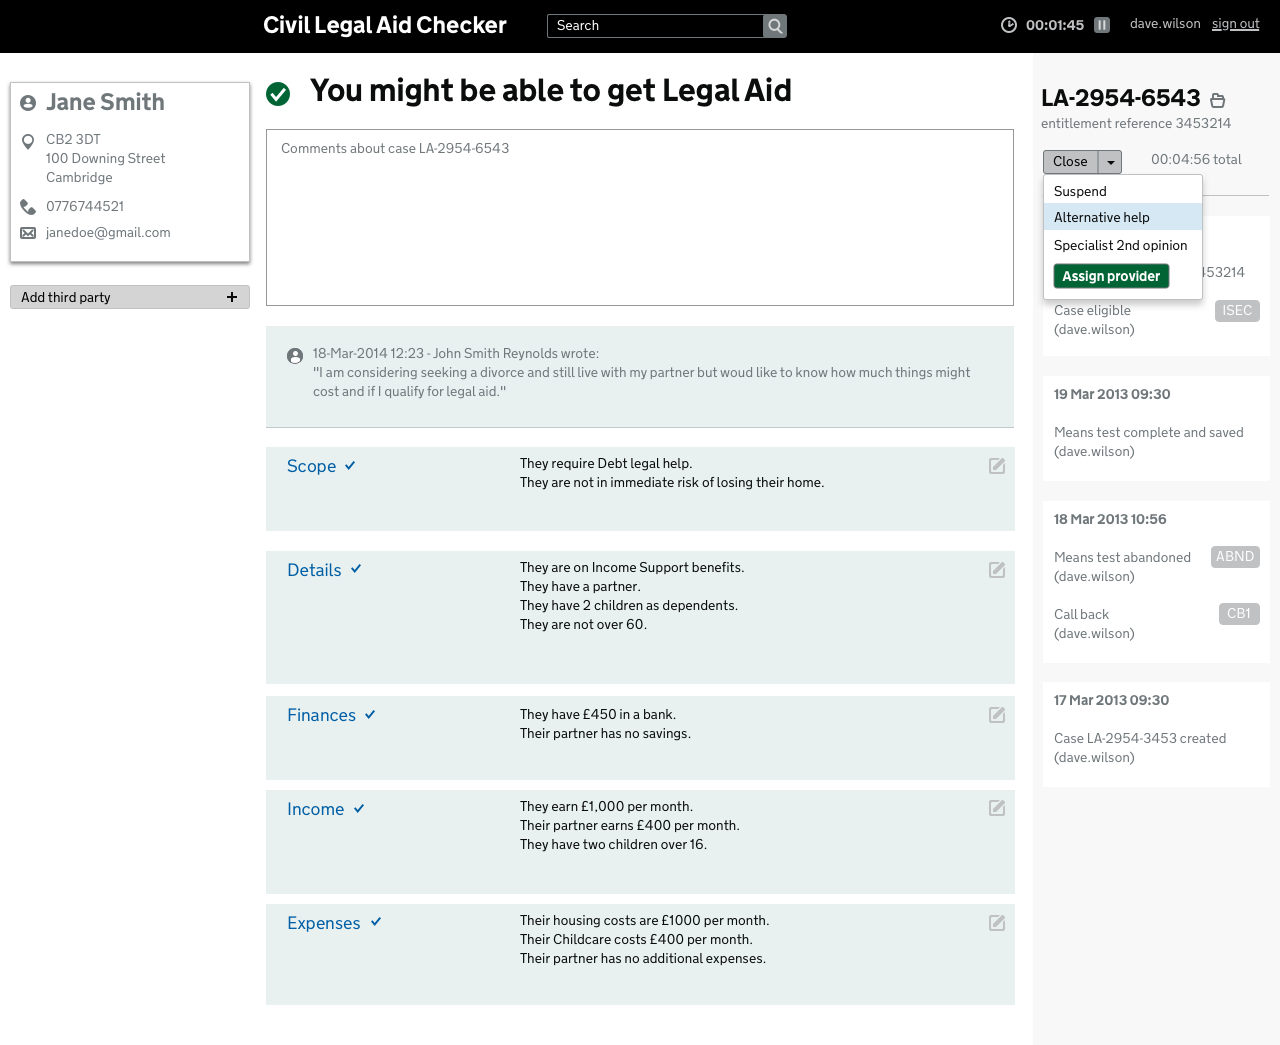 Civil Legal Aid Checker
Search
00:01:45
dave.wilson
sign out
Jane Smith
CB2 3DT
100 Downing Street
Cambridge
0776744521
janedoe@gmail.com
Add third party
You might be able to get Legal Aid
Comments about case LA-2954-6543
18-Mar-2014 12:23 - John Smith Reynolds wrote:
"I am considering seeking a divorce and still live with my partner but woud like to know how much things might
cost and if I qualify for legal aid."
Scope
They require Debt legal help.
They are not in immediate risk of losing their home.
Details
They are on Income Support benefits.
They have a partner.
They have 2 children as dependents.
They are not over 60.
Finances
They have £450 in a bank.
Their partner has no savings.
Income
They earn £1,000 per month.
Their partner earns £400 per month.
They have two children over 16.
Expenses
Their housing costs are £1000 per month.
Their Childcare costs £400 per month.
Their partner has no additional expenses.
LA-2954-6543
entitlement reference 3453214
Close
00:04:56 total
Suspend
Alternative help
Specialist 2nd opinion
Assign provider
453214
Case eligible
(dave.wilson)
ISEC
19 Mar 2013 09:30
Means test complete and saved
(dave.wilson)
18 Mar 2013 10:56
Means test abandoned
(dave.wilson)
ABND
Call back
(dave.wilson)
CB1
17 Mar 2013 09:30
Case LA-2954-3453 created
(dave.wilson)